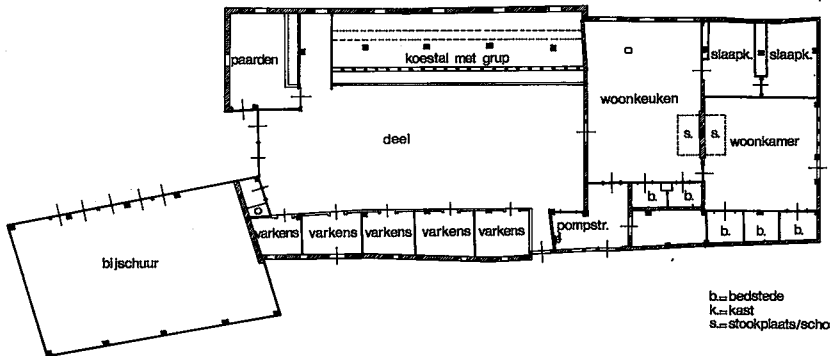 paarden
koestal met grup
slaapk. slaapk.
woonkeuken
deel
s. s.
woonkamer
b. b.
varkens varkens varkens varkens varkens
pompstr.
b. b. b.
bijschuur
b.=bedstede
k.=kast
s.=stookplaats/scho